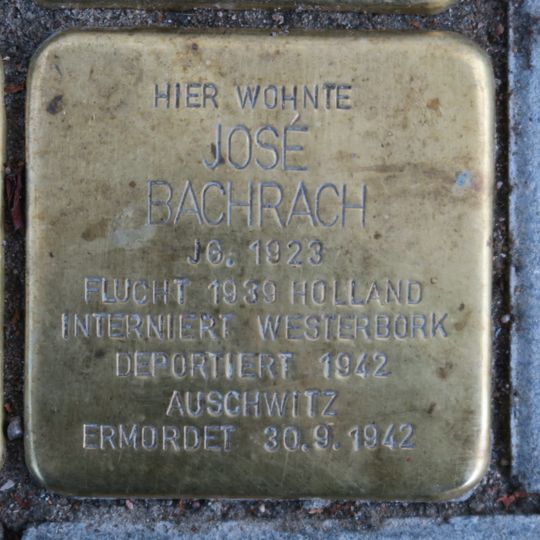 HIER WOHNTE
JOSÉ
BACHRACH
JG. 1923
FLUCHT 1939 HOLLAND
INTERNIERT WESTERBORK
DEPORTIERT 1942
AUSCHWITZ
ERMORDET 30.9.1942